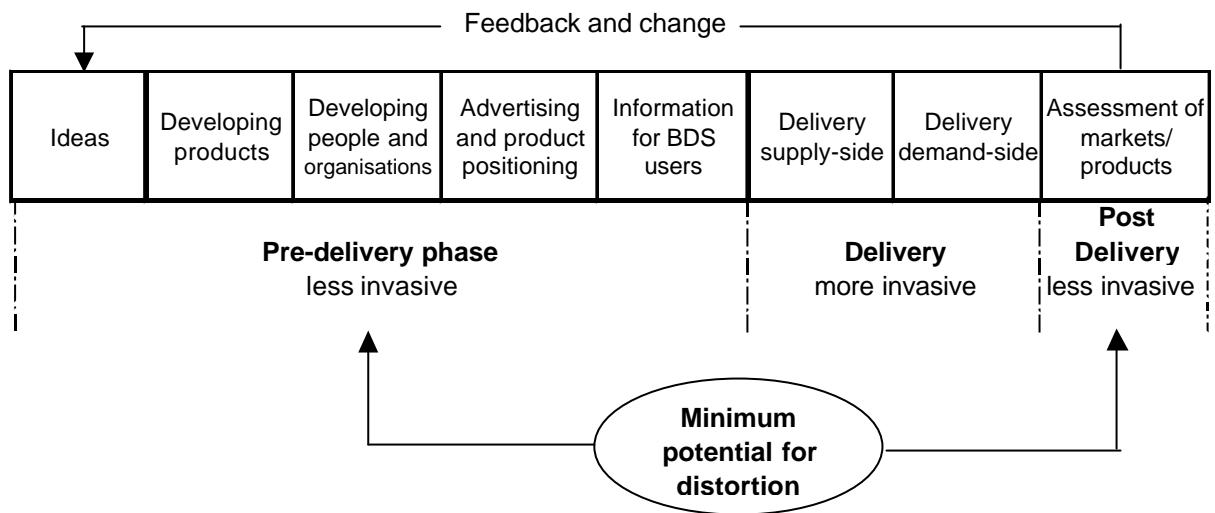 Feedback and change
Ideas
Developing
products
Developing
people and
organisations
Advertising
and product
positioning
Information
for BDS
users
Delivery
supply-side
Delivery
demand-side
Assessment of
markets/
products
Pre-delivery phase
less invasive
Delivery
more invasive
Post
Delivery
less invasive
Minimum
potential for
distortion